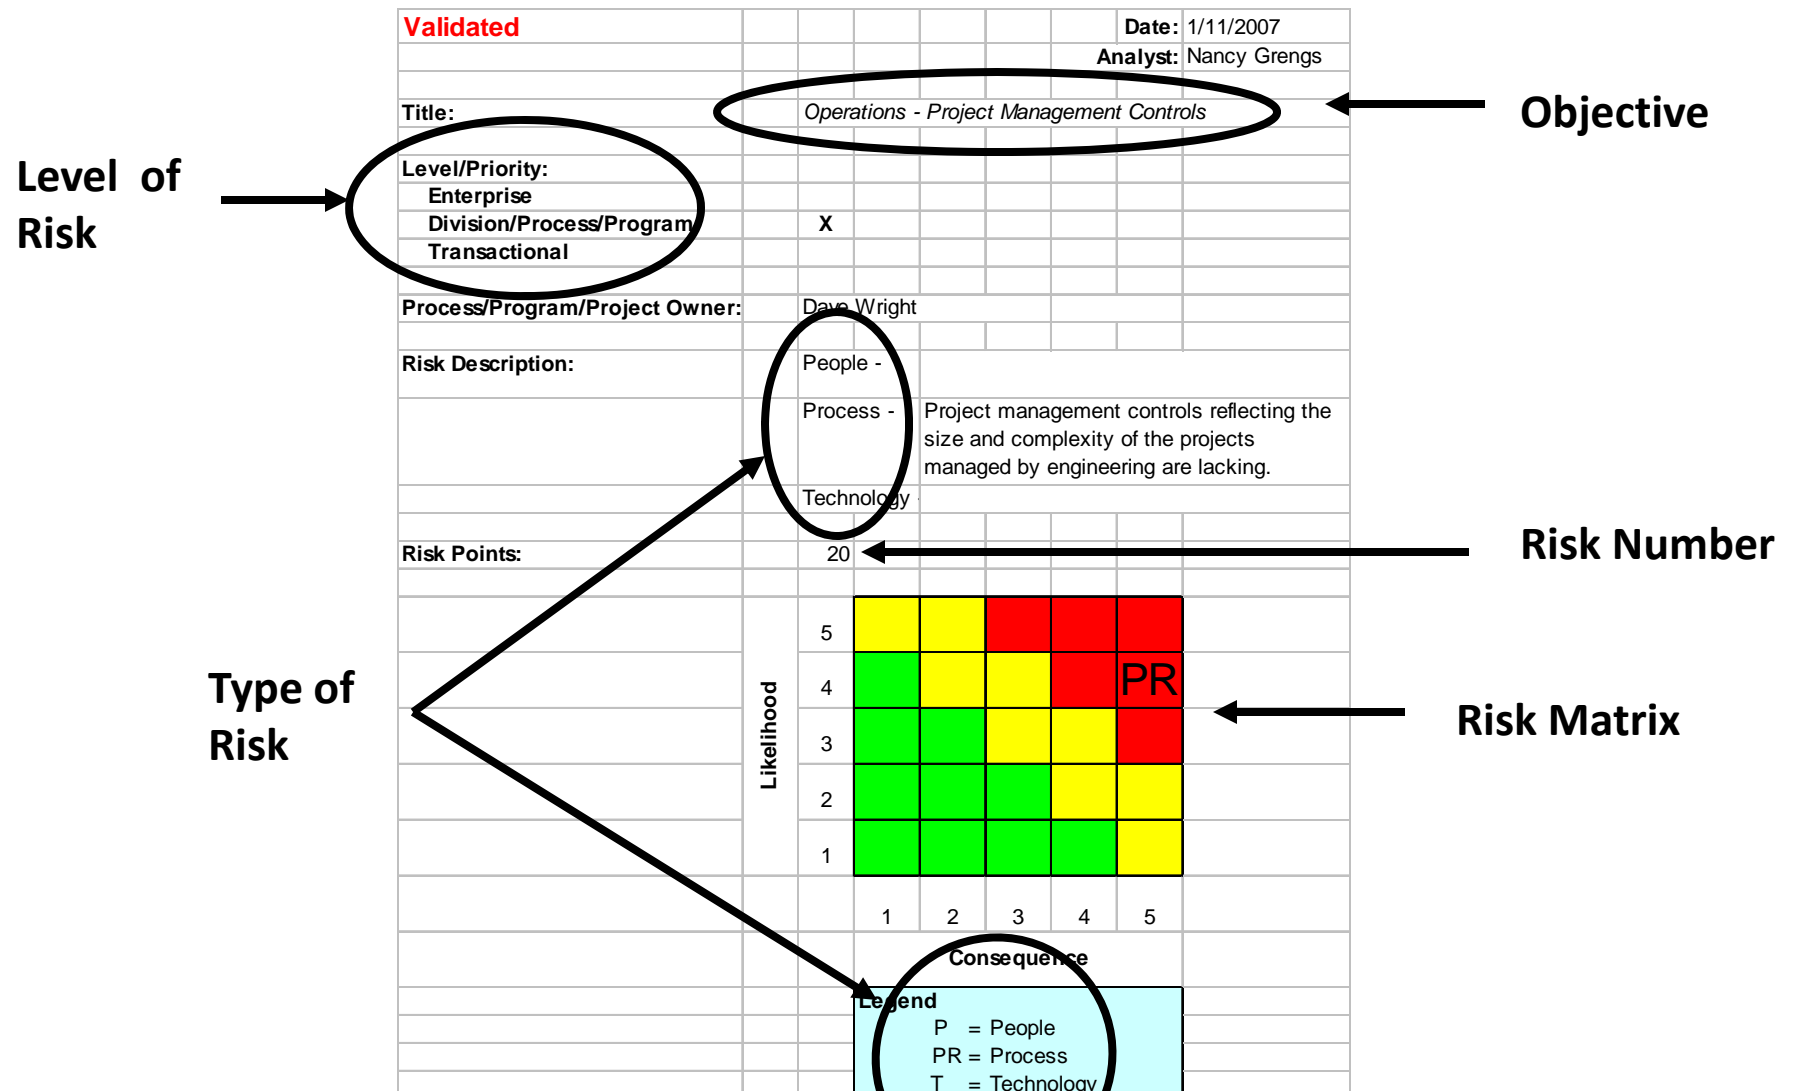 Validated
Date: 1/11/2007
Analyst: Nancy Grengs
Title: Operations - Project Management Controls
Objective
Level of
Risk
Level/Priority:
Enterprise
Division/Process/Program X
Transactional
Process/Program/Project Owner: Dave Wright
Risk Description: People -
Process - Project management controls reflecting the
size and complexity of the projects
managed by engineering are lacking.
Technology -
Risk Points: 20
Risk Number
Type of
Risk
Likelihood
5
4 PR
3
2
1
Risk Matrix
1 2 3 4 5
Consequence
Legend
P = People
PR = Process
T = Technology